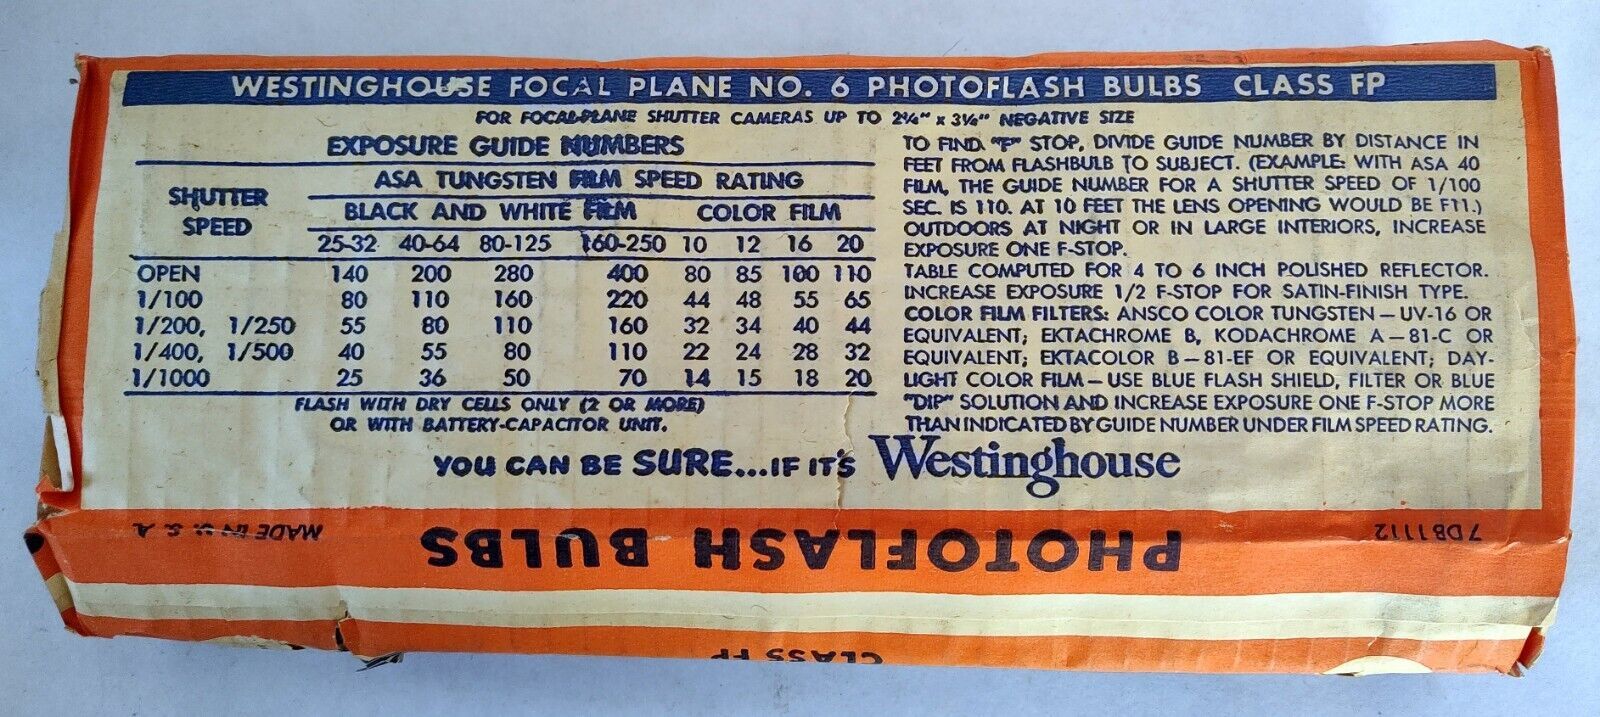 WESTINGHOUSE FOCAL PLANE NO. 6 PHOTOFLASH BULBS CLASS FP
FOR FOCAL-PLANE SHUTTER CAMERAS UP TO 2¼" x 3¼" NEGATIVE SIZE
EXPOSURE GUIDE NUMBERS
SHUTTER SPEED
ASA TUNGSTEN FILM SPEED RATING
BLACK AND WHITE FILM COLOR FILM
25-32 40-64 80-125 160-250 10 12 16 20
OPEN 140 200 280 400 80 85 100 110
1/100 80 110 160 220 44 48 55 65
1/200, 1/250 55 80 110 160 32 34 40 44
1/400, 1/500 40 55 80 110 22 24 28 32
1/1000 25 36 50 70 14 15 18 20
FLASH WITH DRY CELLS ONLY (2 OR MORE)
OR WITH BATTERY-CAPACITOR UNIT.
TO FIND "F" STOP, DIVIDE GUIDE NUMBER BY DISTANCE IN
FEET FROM FLASHBULB TO SUBJECT. (EXAMPLE: WITH ASA 40
FILM, THE GUIDE NUMBER FOR A SHUTTER SPEED OF 1/100
SEC. IS 110. AT 10 FEET THE LENS OPENING WOULD BE F11.)
OUTDOORS AT NIGHT OR IN LARGE INTERIORS, INCREASE
EXPOSURE ONE F-STOP.
TABLE COMPUTED FOR 4 TO 6 INCH POLISHED REFLECTOR.
INCREASE EXPOSURE 1/2 F-STOP FOR SATIN-FINISH TYPE.
COLOR FILM FILTERS: ANSCO COLOR TUNGSTEN—UV-16 OR
EQUIVALENT; EKTACHROME B, KODACHROME A—81-C OR
EQUIVALENT; EKTACOLOR B—81-EF OR EQUIVALENT; DAY-
LIGHT COLOR FILM—USE BLUE FLASH SHIELD, FILTER OR BLUE
"DIP" SOLUTION AND INCREASE EXPOSURE ONE F-STOP MORE
THAN INDICATED BY GUIDE NUMBER UNDER FILM SPEED RATING.
YOU CAN BE SURE...IF IT'S Westinghouse
7DB1112
PHOTOFLASH BULBS
MADE IN U. S. A.
CLASS FP